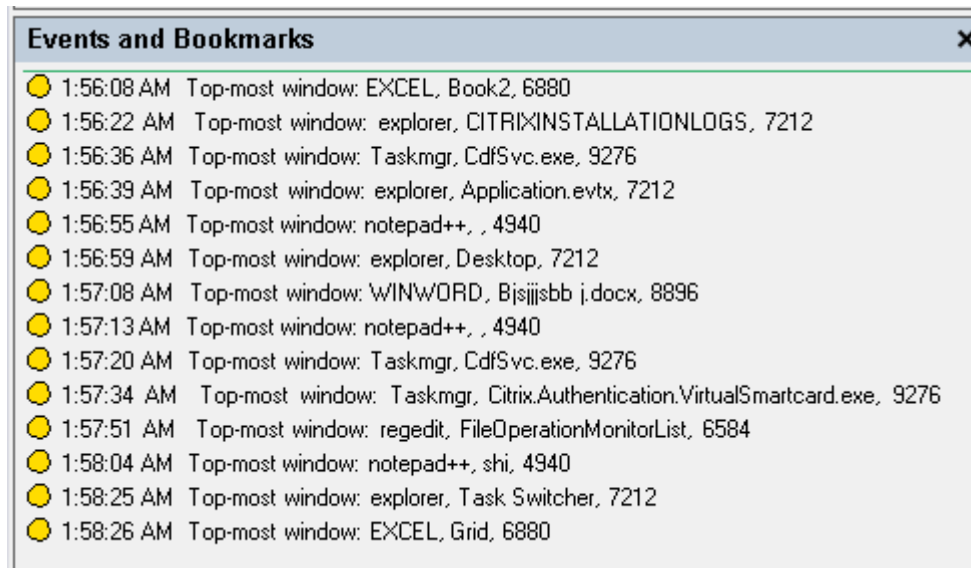 Events and Bookmarks
1:56:08 AM Top-most window: EXCEL, Book2, 6880
1:56:22 AM Top-most window: explorer, CITRIXINSTALLATIONLOGS, 7212
1:56:36 AM Top-most window: Taskmgr, CdfSvc.exe, 9276
1:56:39 AM Top-most window: explorer, Application.evtx, 7212
1:56:55 AM Top-most window: notepad++, , 4940
1:56:59 AM Top-most window: explorer, Desktop, 7212
1:57:08 AM Top-most window: WINWORD, Bjsjjjsbb j.docx, 8896
1:57:13 AM Top-most window: notepad++, , 4940
1:57:20 AM Top-most window: Taskmgr, CdfSvc.exe, 9276
1:57:34 AM Top-most window: Taskmgr, Citrix.Authentication.VirtualSmartcard.exe, 9276
1:57:51 AM Top-most window: regedit, FileOperationMonitorList, 6584
1:58:04 AM Top-most window: notepad++, shi, 4940
1:58:25 AM Top-most window: explorer, Task Switcher, 7212
1:58:26 AM Top-most window: EXCEL, Grid, 6880